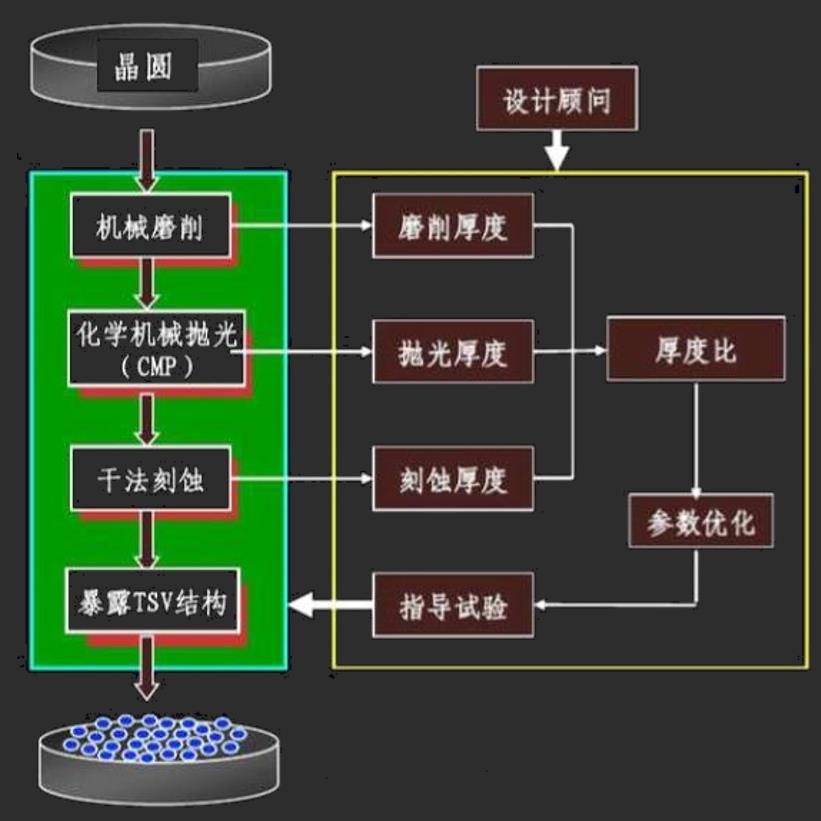 晶圆
设计顾问
机械磨削
磨削厚度
化学机械抛光
(CMP)
抛光厚度
厚度比
干法刻蚀
刻蚀厚度
参数优化
暴露TSV结构
指导试验